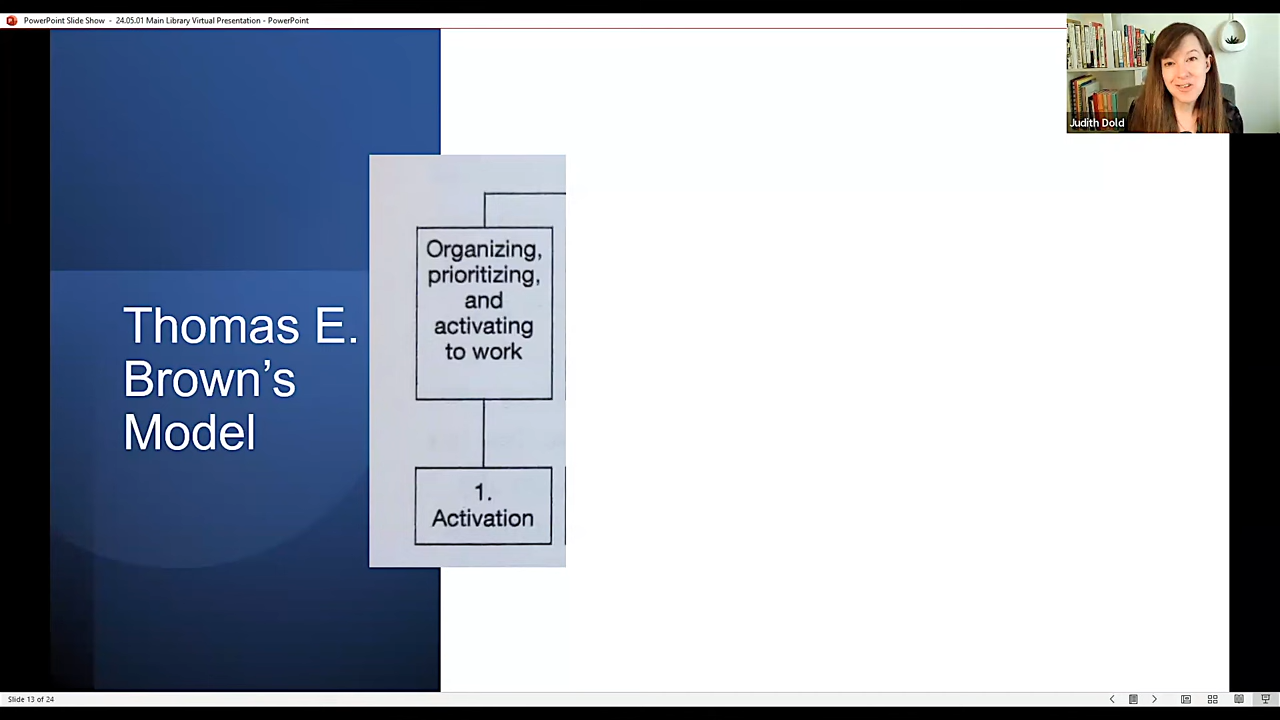 PowerPoint Slide Show - 24.05.01 Main Library Virtual Presentation - PowerPoint
Judith Dold
Thomas E.
Brown's
Model
Organizing,
prioritizing,
and
activating
to work
1.
Activation
Slide 13 of 24